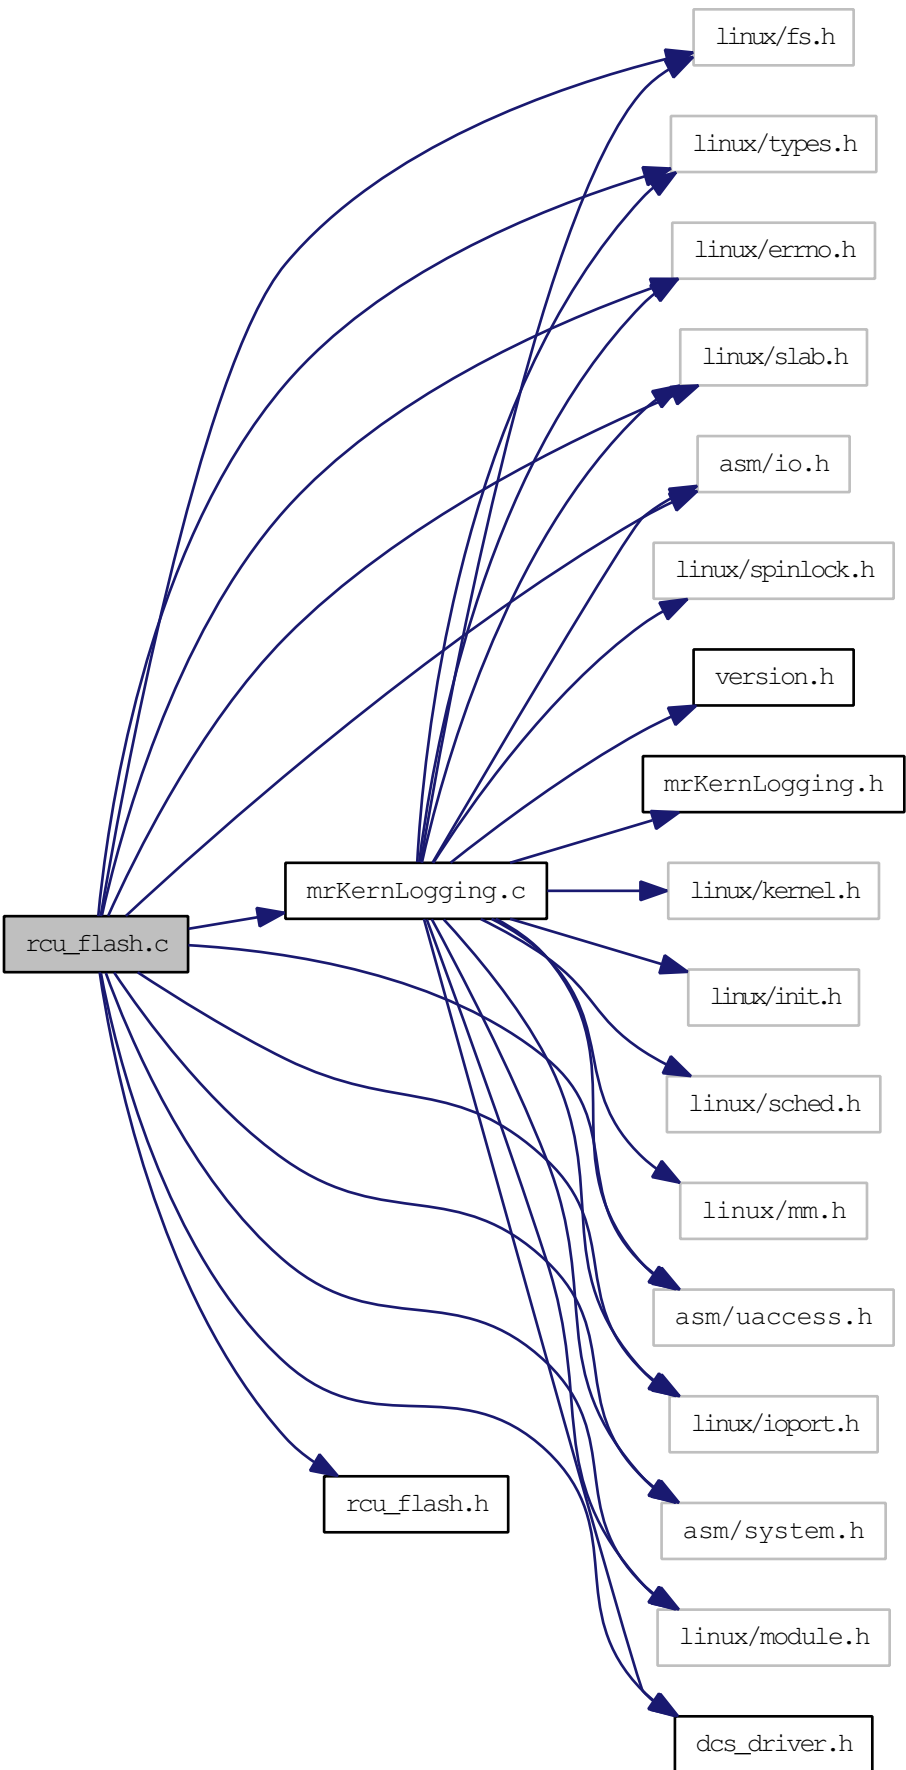 linux/fs.h
linux/types.h
linux/errno.h
linux/slab.h
asm/io.h
linux/spinlock.h
version.h
mrKernLogging.h
mrKernLogging.c
linux/kernel.h
rcu_flash.c
linux/init.h
linux/sched.h
linux/mm.h
asm/uaccess.h
linux/ioport.h
rcu_flash.h
asm/system.h
linux/module.h
dcs_driver.h